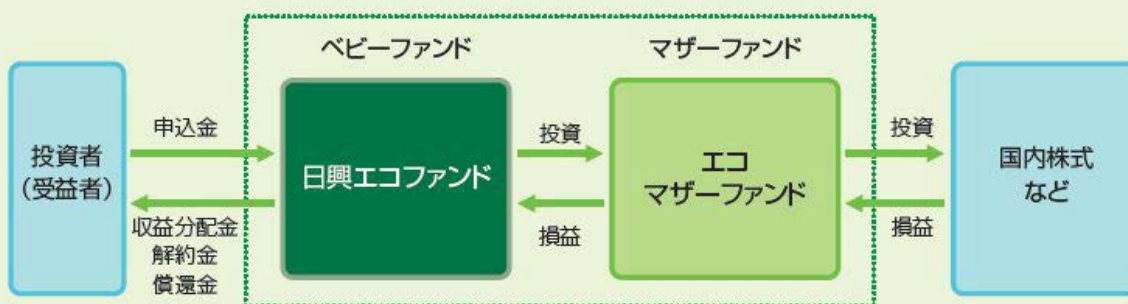 ベビーファンド
マザーファンド
投資者
（受益者）
申込金
収益分配金
解約金
償還金
日興エコファンド
投資
損益
エコ
マザーファンド
投資
損益
国内株式
など